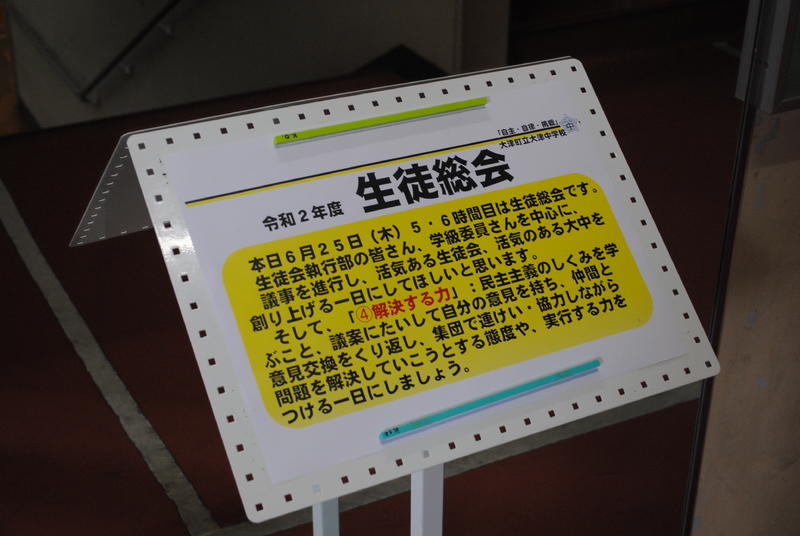 「自主・自律・挑戦」
中
大津町立大津中学校
令和2年度 生徒総会
本日6月25日（木）5・6時間目は生徒総会です。
生徒会執行部の皆さん、学級委員さんを中心に、
議事を進行し、活気ある生徒会、活気のある大中を
創り上げる一日にしてほしいと思います。
そして、「④解決する力」：民主主義のしくみを学
ぶこと、議案にたいして自分の意見を持ち、仲間と
意見交換をくり返し、集団で連けい・協力しながら
問題を解決していこうとする態度や、実行する力を
つける一日にしましょう。